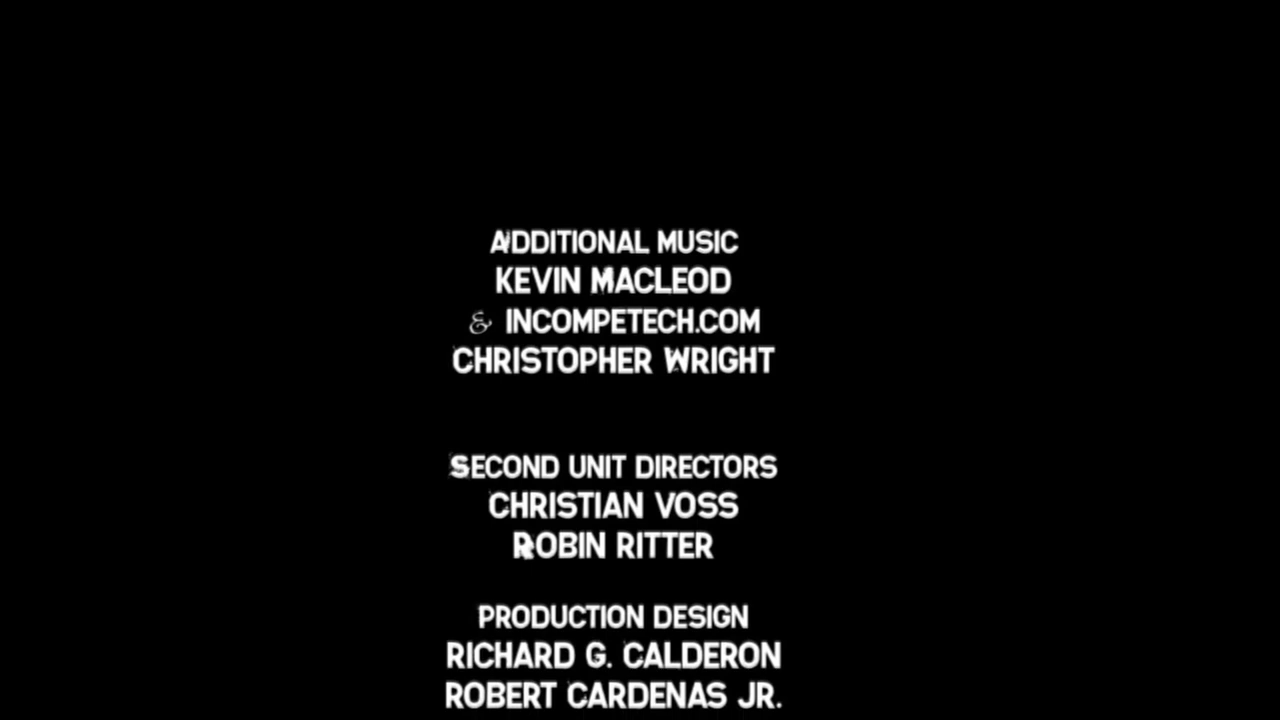 ADDITIONAL MUSIC
KEVIN MACLEOD
& INCOMPETECH.COM
CHRISTOPHER WRIGHT
SECOND UNIT DIRECTORS
CHRISTIAN VOSS
ROBIN RITTER
PRODUCTION DESIGN
RICHARD G. CALDERON
ROBERT CARDENAS JR.